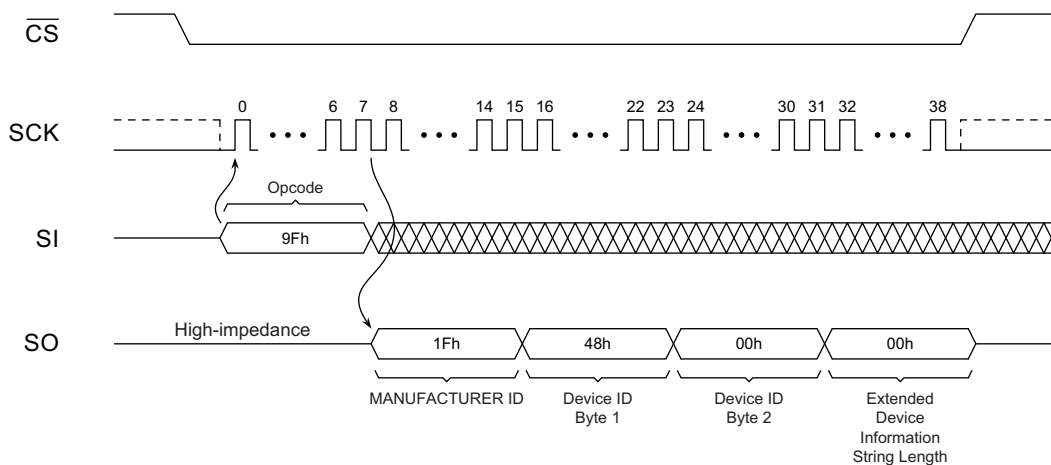 CS
0 6 7 8 14 15 16 22 23 24 30 31 32 38
SCK
Opcode
SI
9Fh
High-impedance
SO
1Fh 48h 00h 00h
MANUFACTURER ID
Device ID
Byte 1
Device ID
Byte 2
Extended
Device
Information
String Length